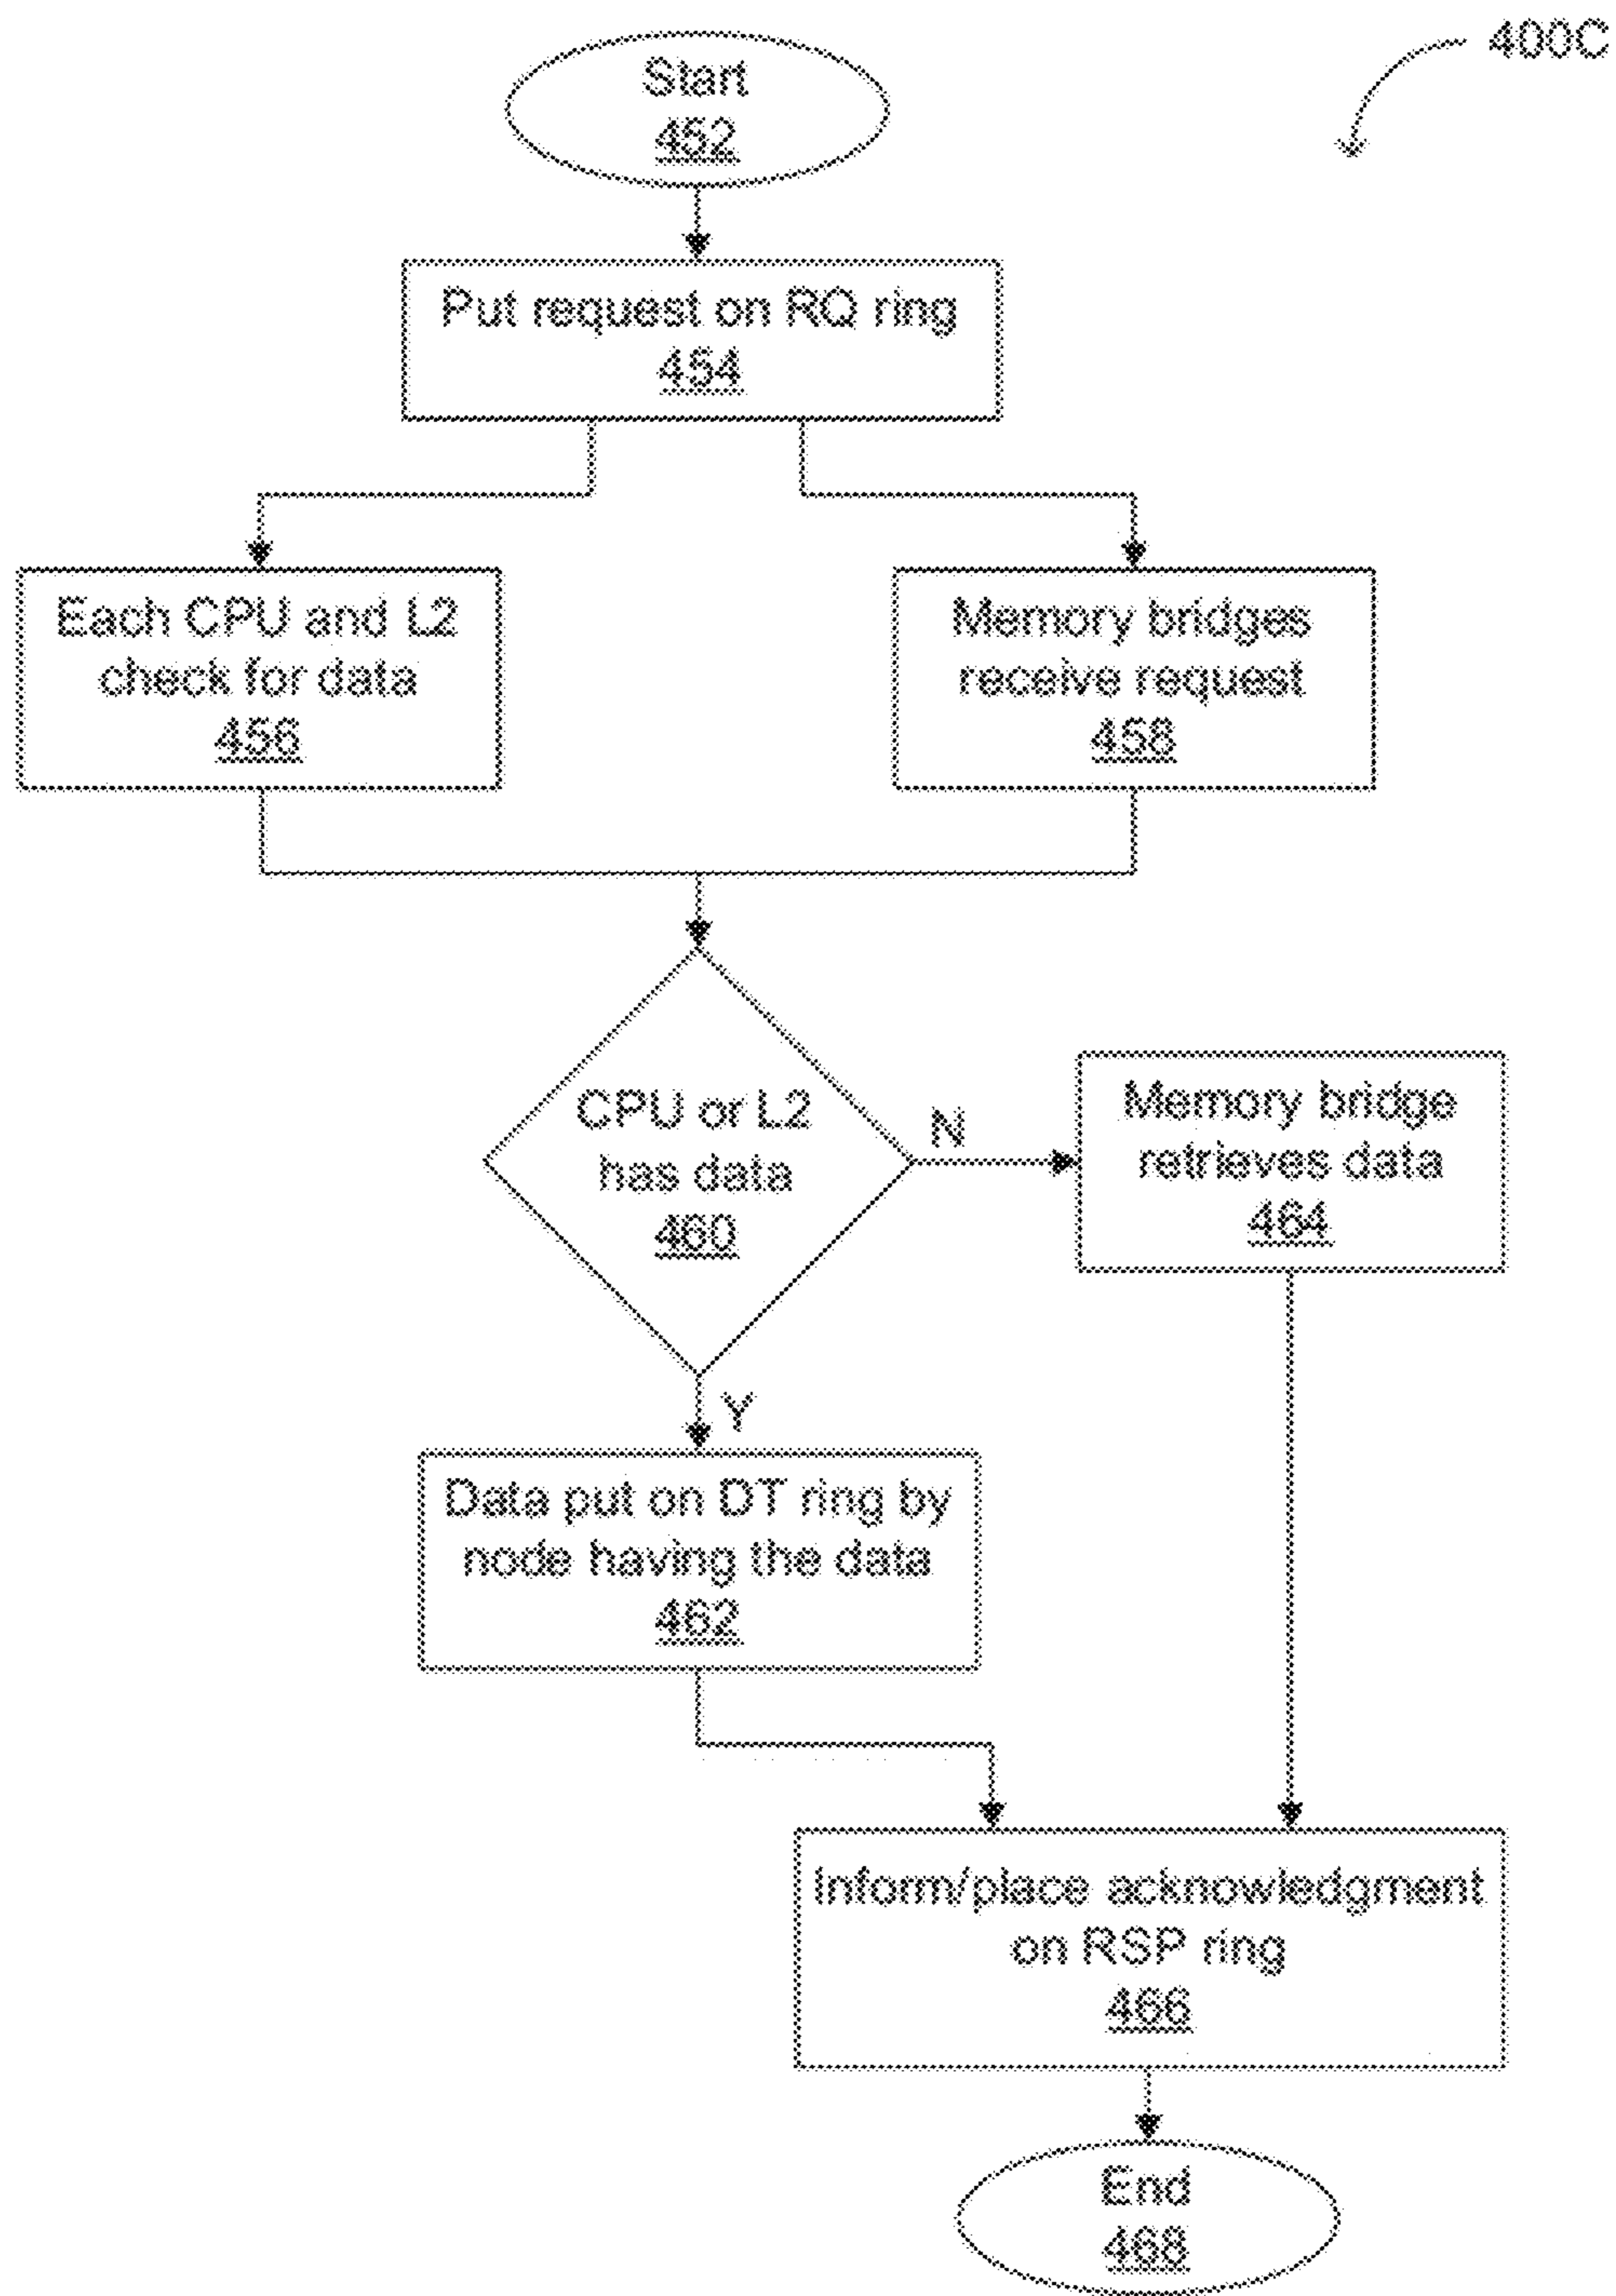 400C
Start
452
Put request on RQ ring
454
Each CPU and L2
check for data
456
Memory bridges
receive request
458
CPU or L2
has data
460
N
Memory bridge
retrieves data
464
Y
Data put on DT ring by
node having the data
462
Inform/place acknowledgment
on RSP ring
466
End
468